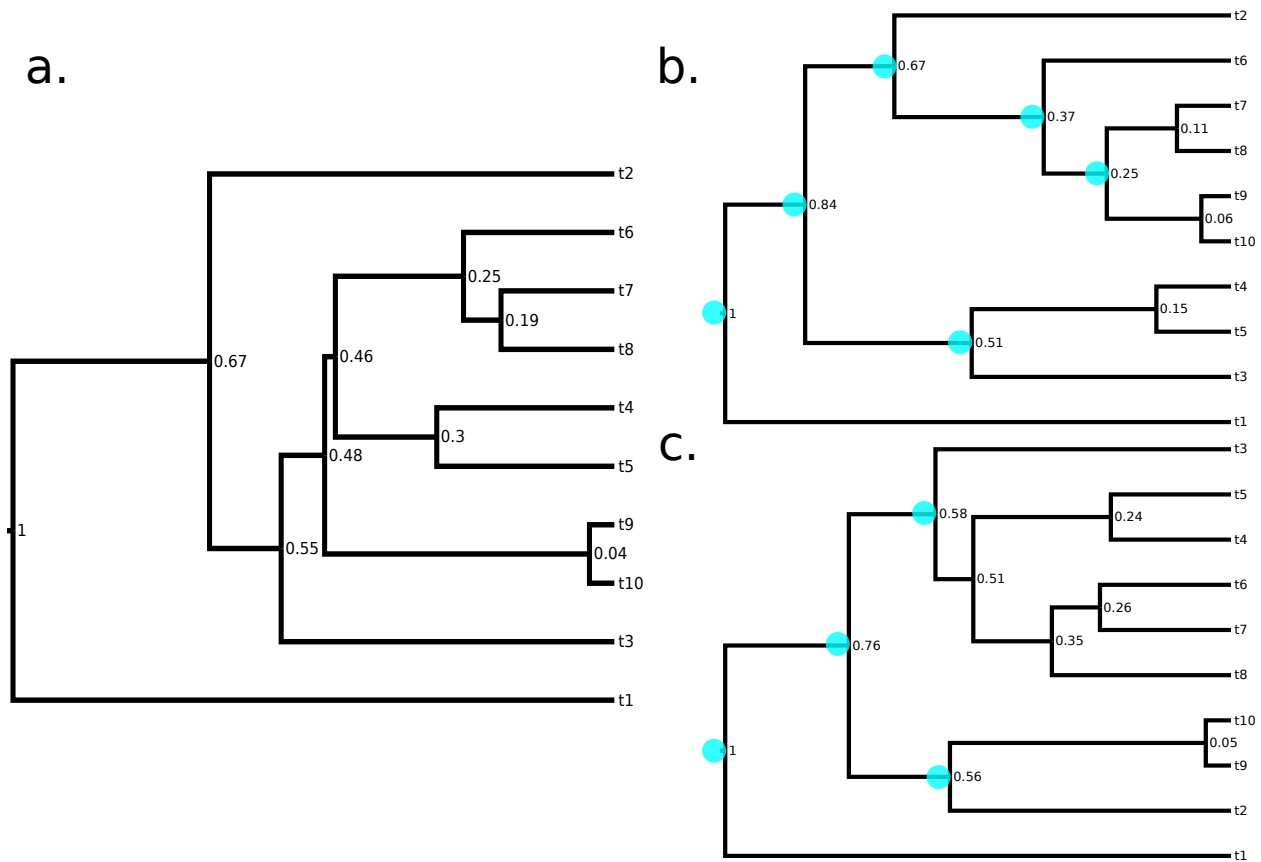 a.
t2
t6
0.25
t7
0.19
t8
0.67
0.46
t4
0.3
t5
0.48
t9
0.04
t10
1
0.55
t3
t1
b.
t2
0.67
t6
t7
0.37
0.11
t8
0.25
t9
0.84
0.06
t10
t4
0.15
1
t5
0.51
t3
t1
c.
t3
t5
0.58
0.24
t4
0.51
t6
0.26
t7
0.35
0.76
t8
t10
0.05
1
t9
0.56
t2
t1